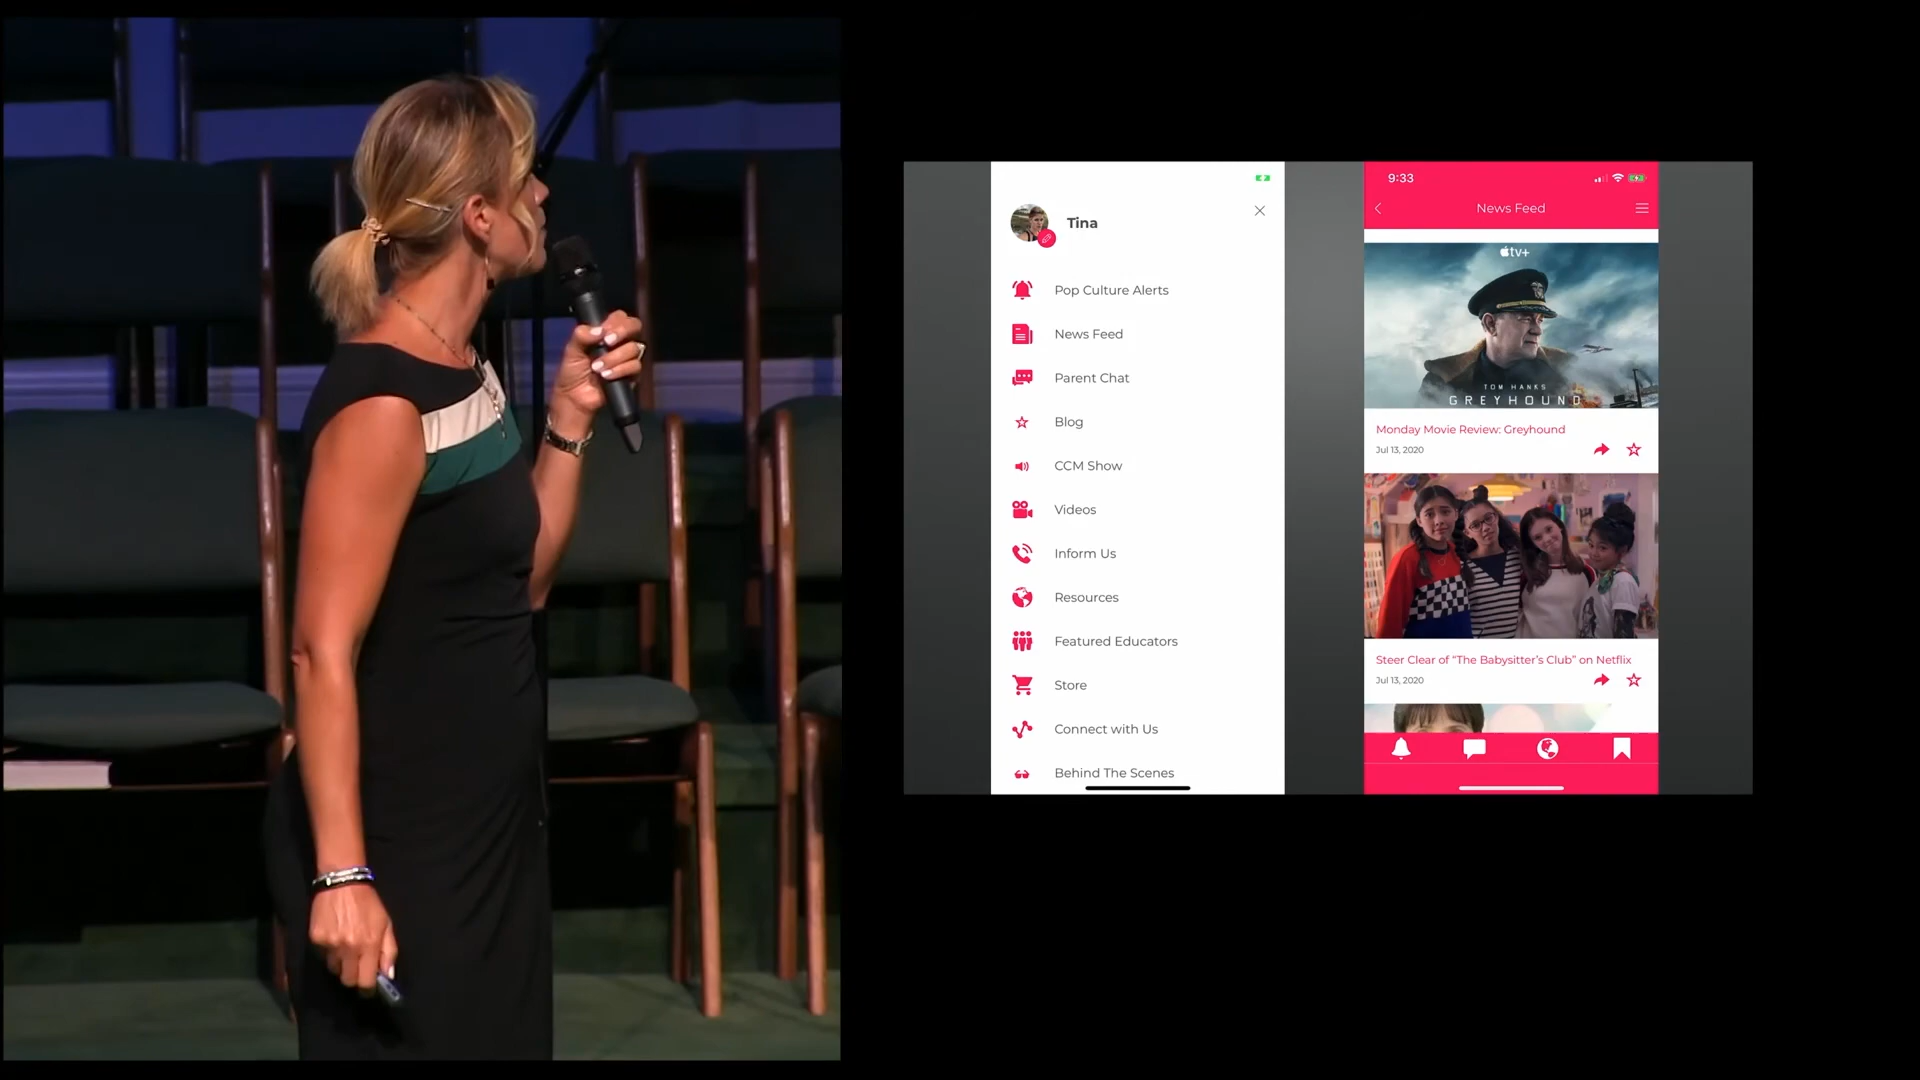 Tina
Pop Culture Alerts
News Feed
Parent Chat
Blog
CCM Show
Videos
Inform Us
Resources
Featured Educators
Store
Connect with Us
Behind The Scenes
9:33
News Feed
tv+
TOM HANKS
GREYHOUND
Monday Movie Review: Greyhound
Jul 13, 2020
Steer Clear of “The Babysitter’s Club” on Netflix
Jul 13, 2020